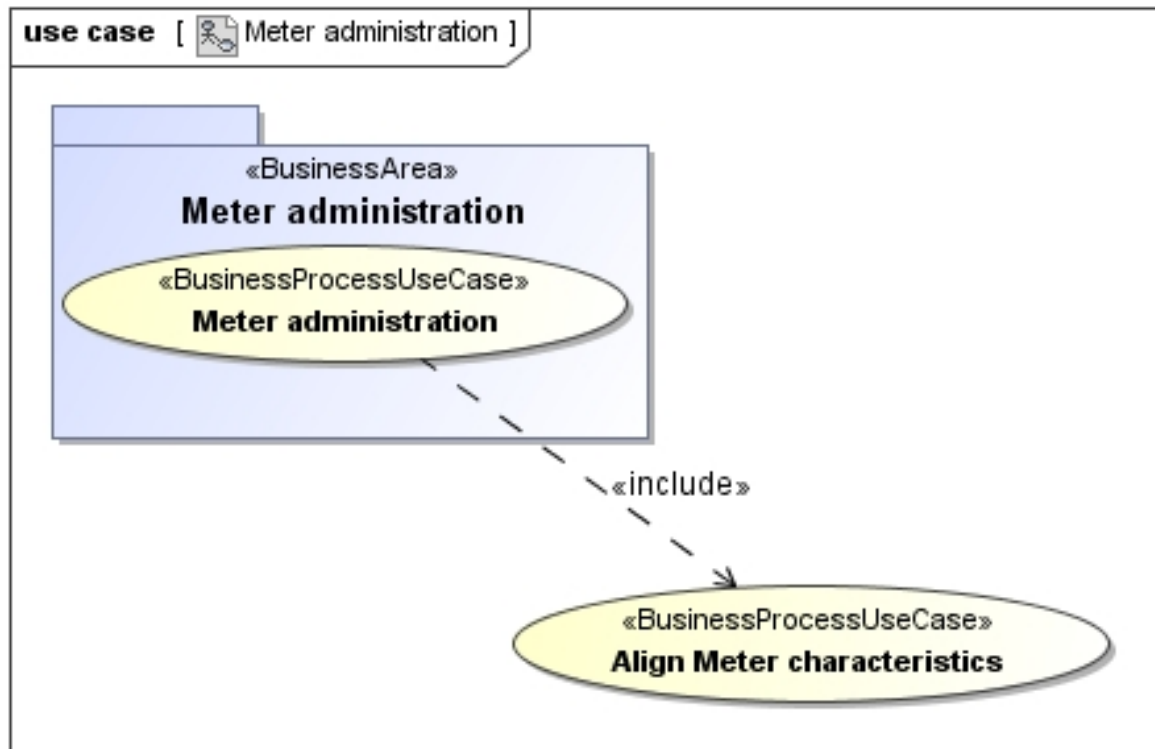 use case [ Meter administration ]
«BusinessArea»
Meter administration
«BusinessProcessUseCase»
Meter administration
«include»
«BusinessProcessUseCase»
Align Meter characteristics